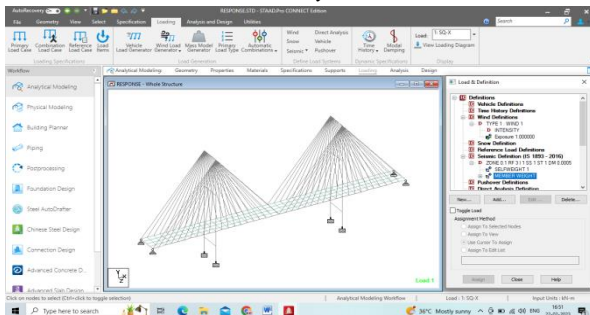 AutoRecovery
RESPONSE.STD - STAAD.Pro CONNECT Edition
File Geometry View Select Specification Loading Analysis and Design Utilities Search
Primary Load Case Combination Load Case Reference Load Load Items
Vehicle Load Generator Wind Load Generator Mass Model Generator Primary Load Type Automatic Combinations
Wind Direct Analysis
Snow Vehicle
Seismic Pushover
Time History Modal Damping
Load: 1: SQ-X
View Loading Diagram
Loading Specifications Load Generation Define Load Systems Dynamic Specifications Display
Workflow
Analytical Modeling Geometry Properties Materials Specifications Supports Loading Analysis Design
Analytical Modeling
Physical Modeling
Building Planner
Piping
Postprocessing
Foundation Design
Steel AutoDrafter
Chinese Steel Design
Connection Design
Advanced Concrete D...
Advanced Slab Design
RESPONSE - Whole Structure
Y
X
Z
Load 1
Load & Definition
Definitions
Vehicle Definitions
Time History Definitions
Wind Definitions
TYPE 1 : WIND 1
INTENSITY
Exposure 1.000000
Snow Definition
Reference Load Definitions
Seismic Definition (IS 1893 - 2016)
SELFWEIGHT 1
MEMBER WEIGHT
Pushover Definitions
Direct Analysis Definition
New... Add... Edit... Delete...
Toggle Load
Assignment Method
Assign To Selected Nodes
Assign To View
Use Cursor To Assign
Assign To Edit List
Assign Close Help
Click on nodes to select (Ctrl+click to toggle selection)
Analytical Modeling Workflow
Load : 1: SQ-X
Input Units : kN-m
Type here to search
36°C Mostly sunny
ENG
16:51